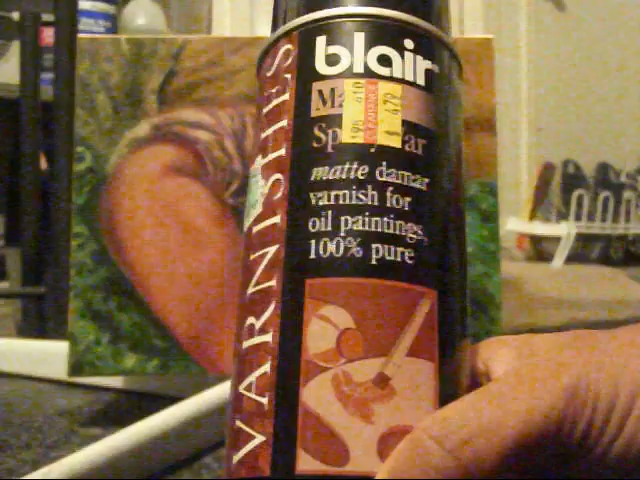 blair
matte damar
varnish for
oil paintings,
100% pure
VARNISHES